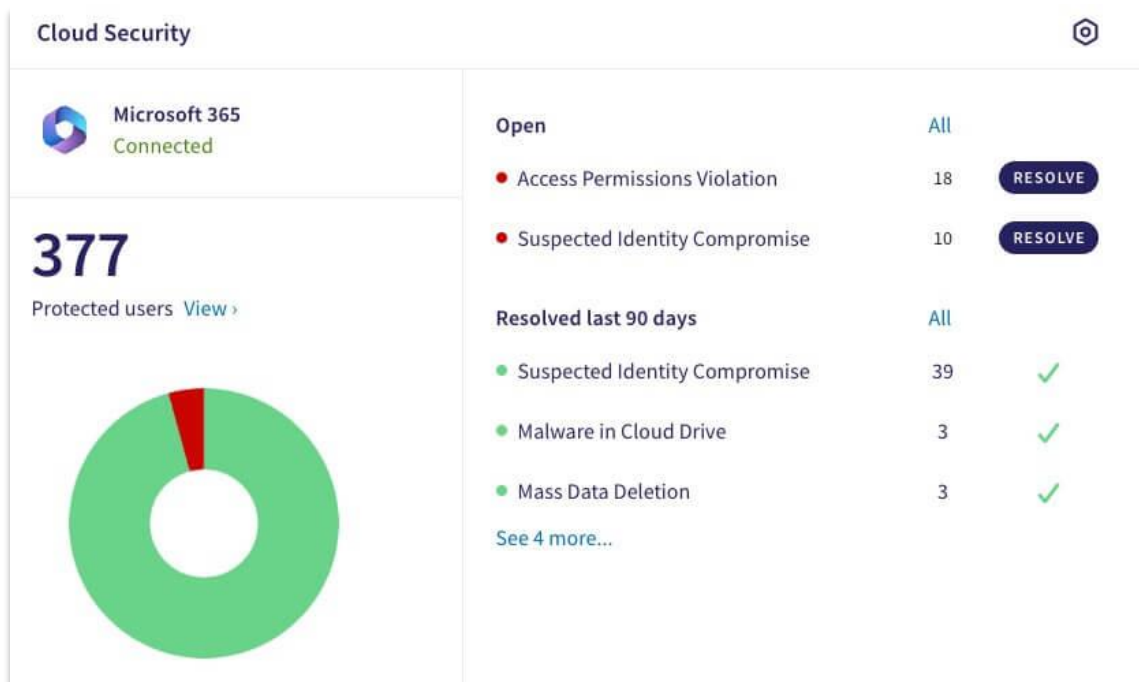 Cloud Security
Microsoft 365
Connected
377
Protected users View ›
Open All
Access Permissions Violation 18 RESOLVE
Suspected Identity Compromise 10 RESOLVE
Resolved last 90 days All
Suspected Identity Compromise 39
Malware in Cloud Drive 3
Mass Data Deletion 3
See 4 more...